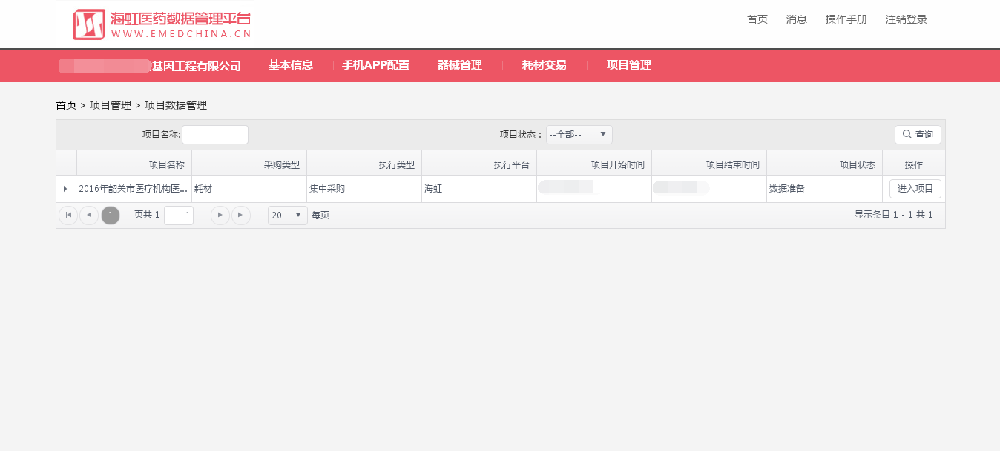 海虹医药数据管理平台
WWW.EMEDCHINA.CN
首页 消息 操作手册 注销登录
基因工程有限公司 基本信息 手机APP配置 器械管理 耗材交易 项目管理
首页 > 项目管理 > 项目数据管理
项目名称: 项目状态： --全部-- 查询
项目名称 采购类型 执行类型 执行平台 项目开始时间 项目结束时间 项目状态 操作
2016年韶关市医疗机构医... 耗材 集中采购 海虹 数据准备 进入项目
1 页共 1 1 20 每页 显示条目 1 - 1 共 1